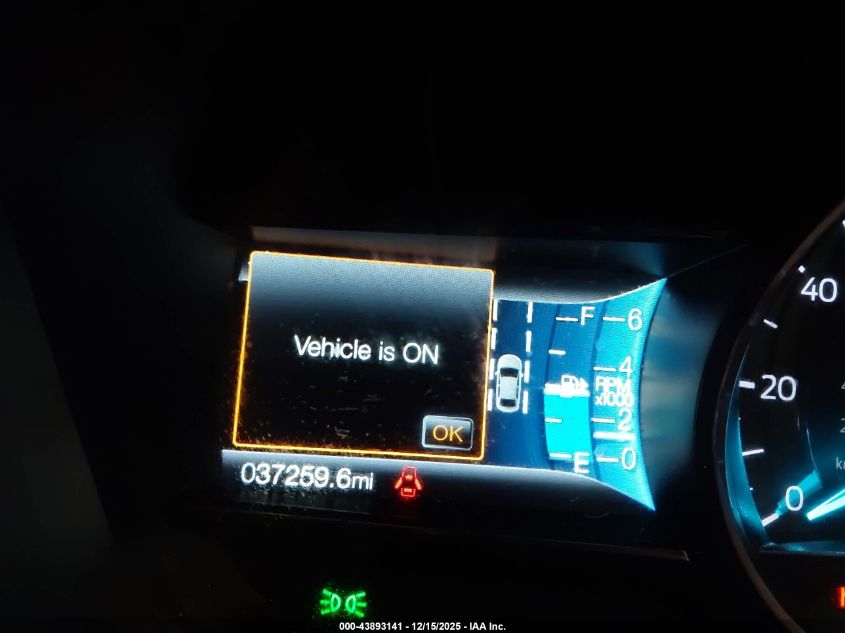 Vehicle is ON
OK
037259.6mi
F
6
4
RPM
x1000
2
E
0
40
20
0
000-43893141 - 12/15/2025 - IAA Inc.